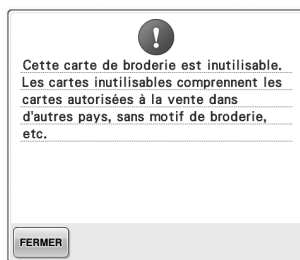 Cette carte de broderie est inutilisable.
Les cartes inutilisables comprennent les
cartes autorisées à la vente dans
d'autres pays, sans motif de broderie,
etc.
FERMER